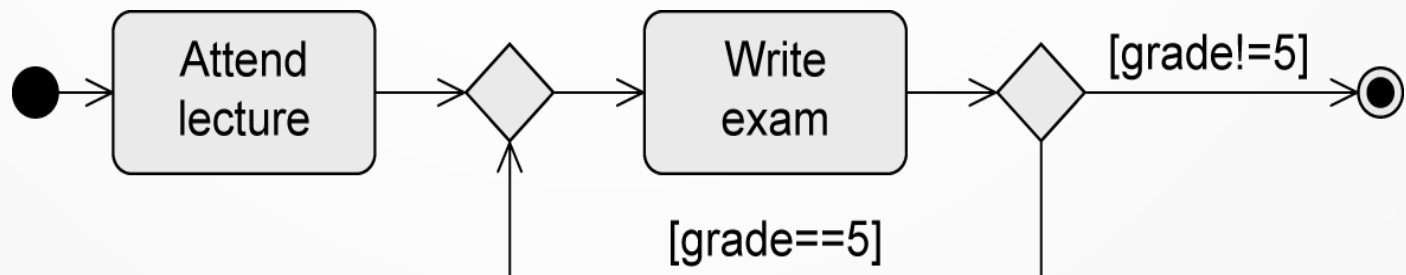 Attend
lecture
Write
exam
[grade!=5]
[grade==5]